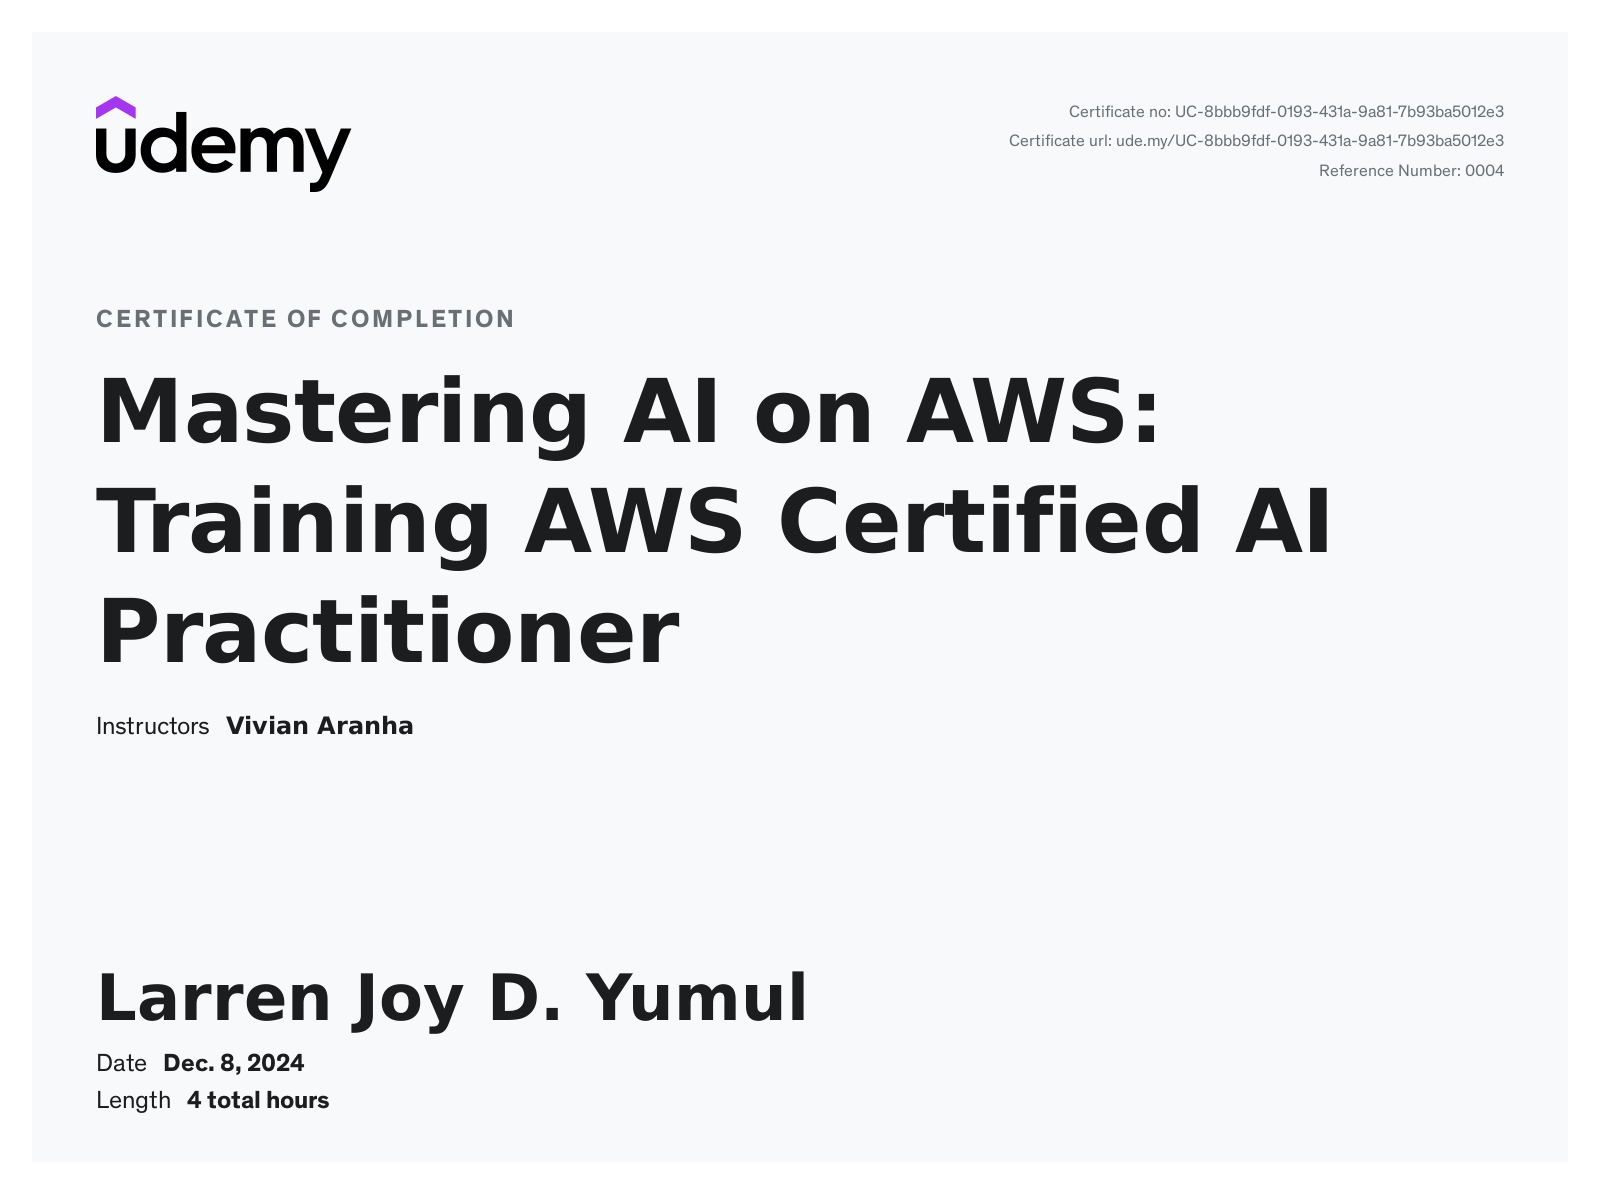 udemy
Certificate no: UC-8bbb9fdf-0193-431a-9a81-7b93ba5012e3
Certificate url: ude.my/UC-8bbb9fdf-0193-431a-9a81-7b93ba5012e3
Reference Number: 0004
CERTIFICATE OF COMPLETION
Mastering AI on AWS:
Training AWS Certified AI
Practitioner
Instructors Vivian Aranha
Larren Joy D. Yumul
Date Dec. 8, 2024
Length 4 total hours